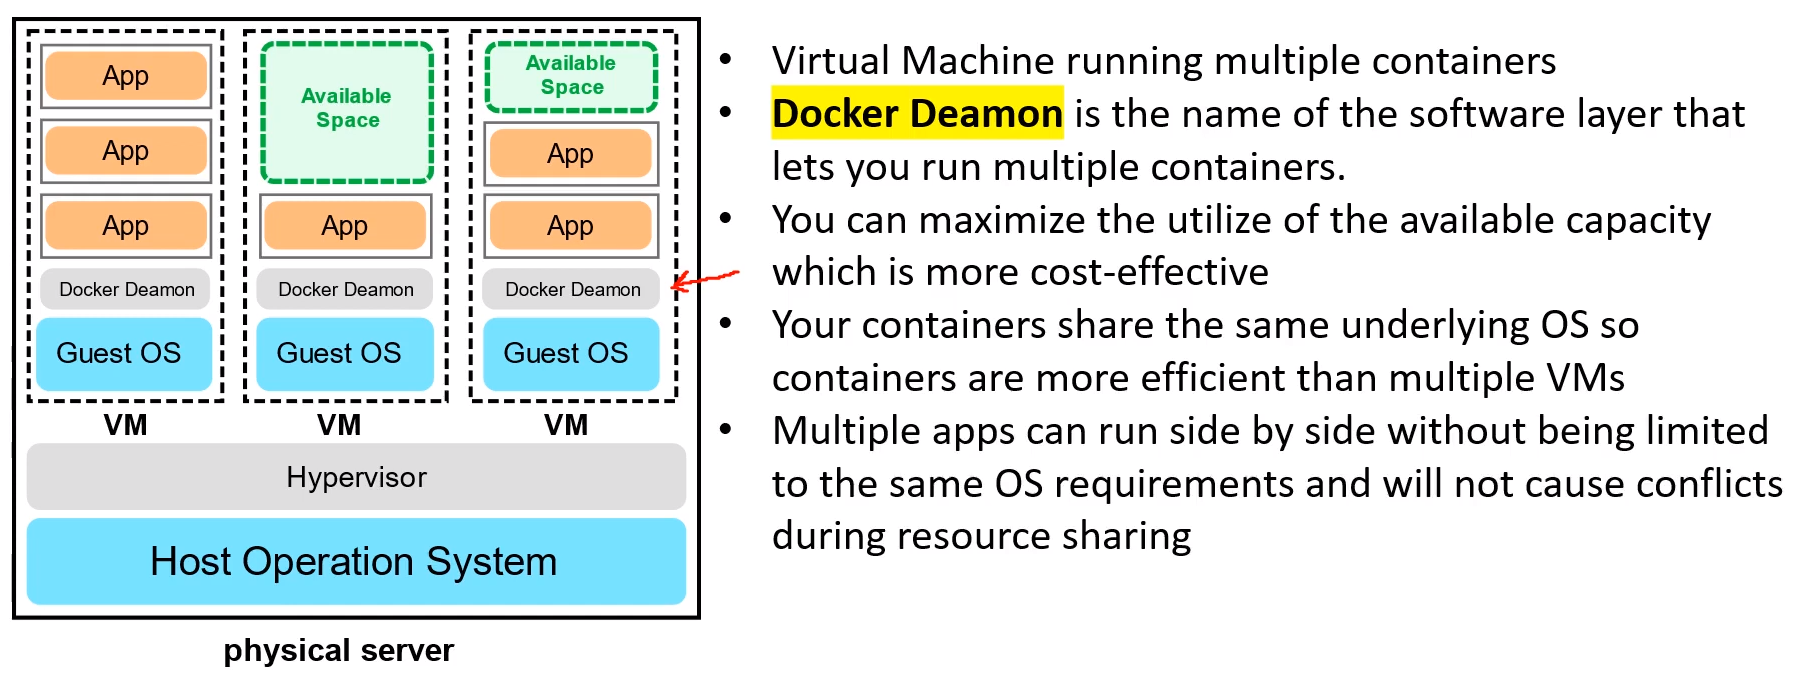 App
App
App
Docker Deamon
Guest OS
VM
Available
Space
App
Docker Deamon
Guest OS
VM
Available
Space
App
App
Docker Deamon
Guest OS
VM
Hypervisor
Host Operation System
physical server
• Virtual Machine running multiple containers
• Docker Deamon is the name of the software layer that
lets you run multiple containers.
• You can maximize the utilize of the available capacity
which is more cost-effective
• Your containers share the same underlying OS so
containers are more efficient than multiple VMs
• Multiple apps can run side by side without being limited
to the same OS requirements and will not cause conflicts
during resource sharing